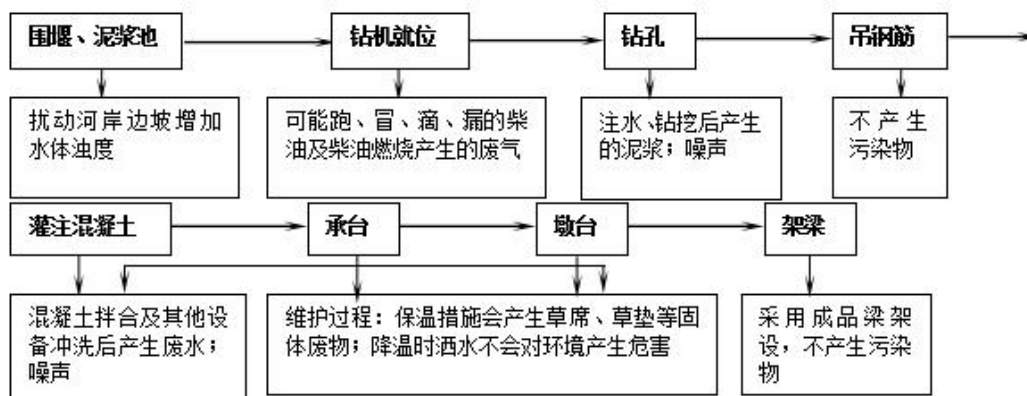 围堰、泥浆池
钻机就位
钻孔
吊钢筋
扰动河岸边坡增加
水体浊度
可能跑、冒、滴、漏的柴
油及柴油燃烧产生的废气
注水、钻挖后产生
的泥浆；噪声
不产生
污染物
灌注混凝土
承台
墩台
架梁
混凝土拌合及其他设
备冲洗后产生废水；
噪声
维护过程：保温措施会产生草席、草垫等固
体废物；降温时洒水不会对环境产生危害
采用成品梁架
设，不产生污染
物